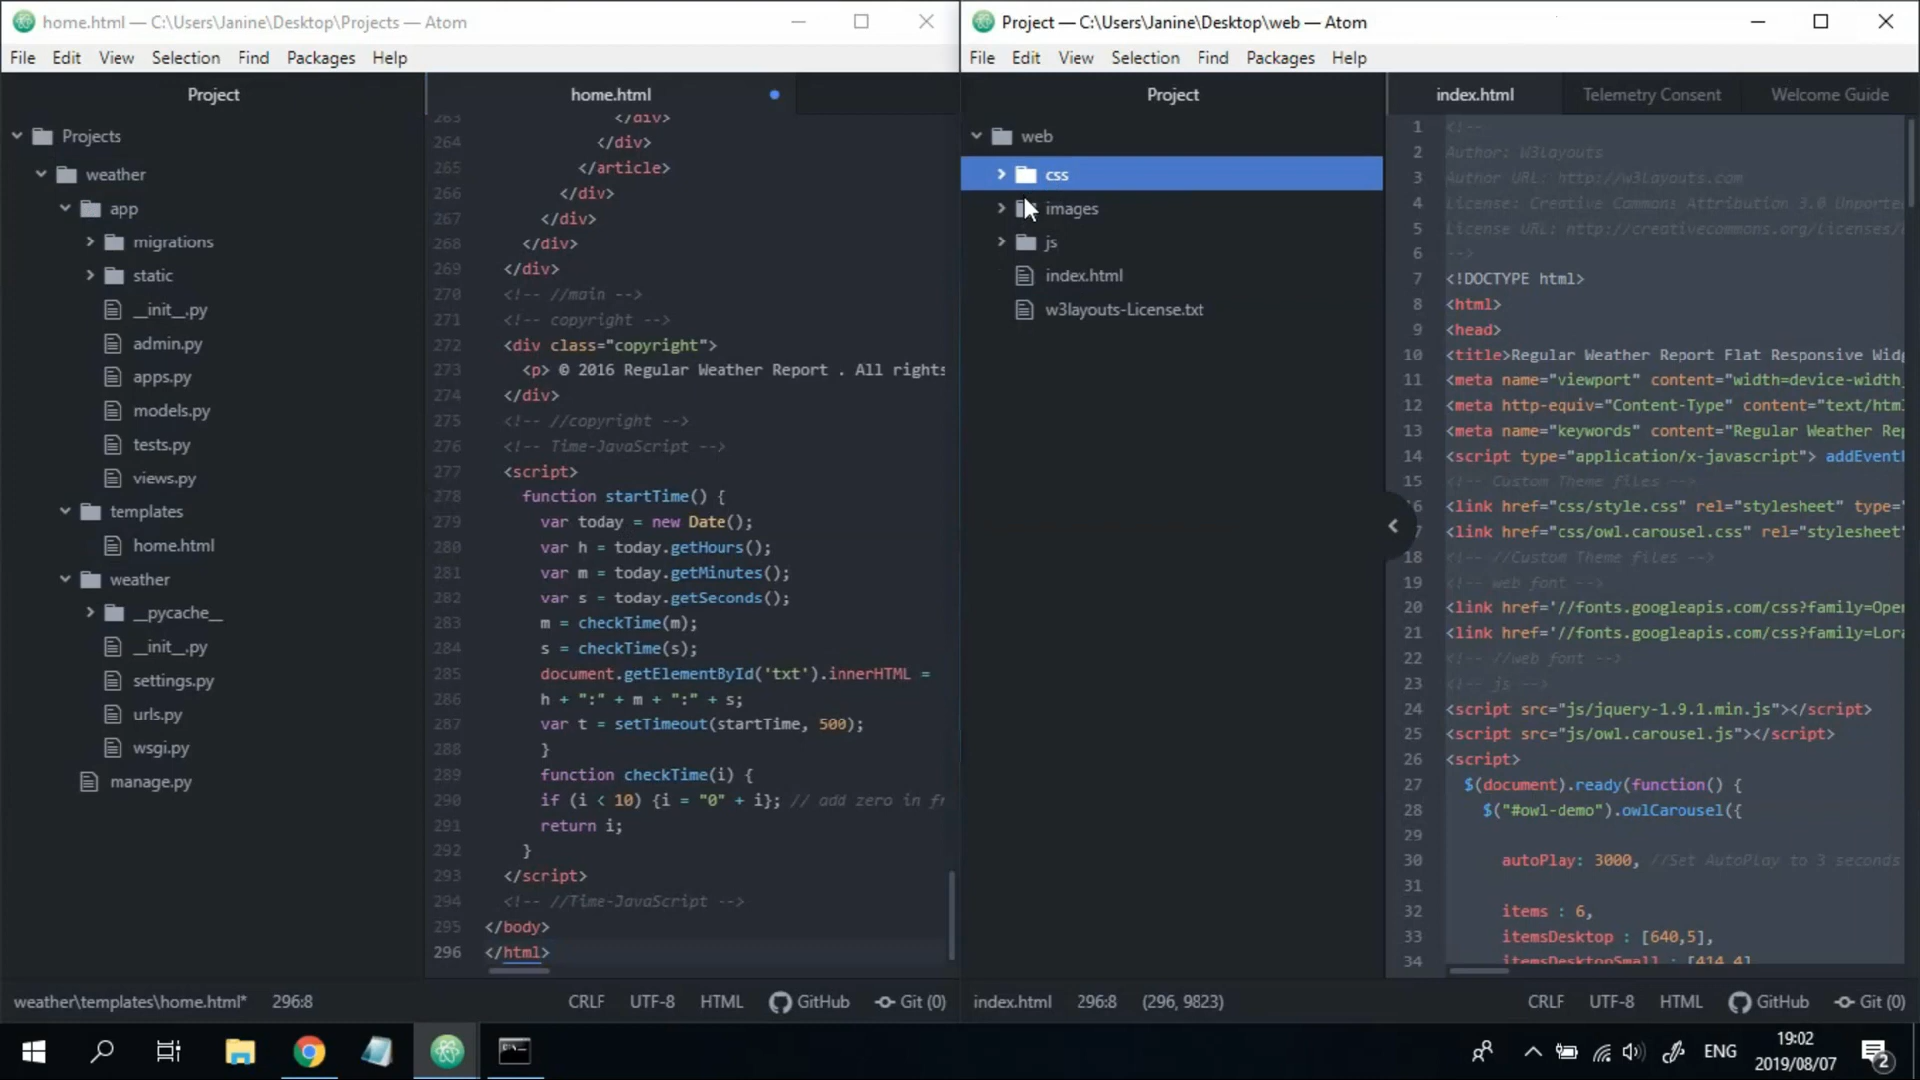 home.html — C:\Users\Janine\Desktop\Projects — Atom
File Edit View Selection Find Packages Help
Project
Projects
weather
app
migrations
static
__init__.py
admin.py
apps.py
models.py
tests.py
views.py
templates
home.html
weather
__pycache__
__init__.py
settings.py
urls.py
wsgi.py
manage.py
home.html
263 </div>
264 </div>
265 </article>
266 </div>
267 </div>
268 </div>
269 </div>
270 <!-- //main -->
271 <!-- copyright -->
272 <div class="copyright">
273 <p> © 2016 Regular Weather Report . All rights
274 </div>
275 <!-- //copyright -->
276 <!-- Time-JavaScript -->
277 <script>
278 function startTime() {
279 var today = new Date();
280 var h = today.getHours();
281 var m = today.getMinutes();
282 var s = today.getSeconds();
283 m = checkTime(m);
284 s = checkTime(s);
285 document.getElementById('txt').innerHTML =
286 h + ":" + m + ":" + s;
287 var t = setTimeout(startTime, 500);
288 }
289 function checkTime(i) {
290 if (i < 10) {i = "0" + i}; // add zero in
291 return i;
292 }
293 </script>
294 <!-- //Time-JavaScript -->
295 </body>
296 </html>
weather\templates\home.html* 296:8 CRLF UTF-8 HTML GitHub Git (0)
Project — C:\Users\Janine\Desktop\web — Atom
File Edit View Selection Find Packages Help
Project
web
css
images
js
index.html
w3layouts-License.txt
index.html Telemetry Consent Welcome Guide
1 <!--
2 Author: W3layouts
3 Author URL: http://w3layouts.com
4 License: Creative Commons Attribution 3.0
5 License URL: http://creativecommons.org/licenses/
6 -->
7 <!DOCTYPE html>
8 <html>
9 <head>
10 <title>Regular Weather Report Flat Responsive
11 <meta name="viewport" content="width=device-width
12 <meta http-equiv="Content-Type" content="text/htm
13 <meta name="keywords" content="Regular Weather
14 <script type="application/x-javascript">
15 <!-- Custom Theme files -->
16 <link href="css/style.css" rel="stylesheet" type="
7 <link href="css/owl.carousel.css" rel="stylesheet"
18 <!-- //Custom Theme files -->
19 <!-- web font -->
20 <link href='//fonts.googleapis.com/css?family=Ope
21 <link href='//fonts.googleapis.com/css?family=Lor
22 <!-- //web font -->
23 <!-- js -->
24 <script src="js/jquery-1.9.1.min.js"></script>
25 <script src="js/owl.carousel.js"></script>
26 <script>
27 $(document).ready(function() {
28 $("#owl-demo").owlCarousel({
29
30 autoPlay: 3000, //Set AutoPlay to 3 seconds
31
32 items : 6,
33 itemsDesktop : [640,5],
34 itemsDesktopSmall : [414,4]
index.html 296:8 (296, 9823) CRLF UTF-8 HTML GitHub Git (0)
ENG
19:02
2019/08/07
2